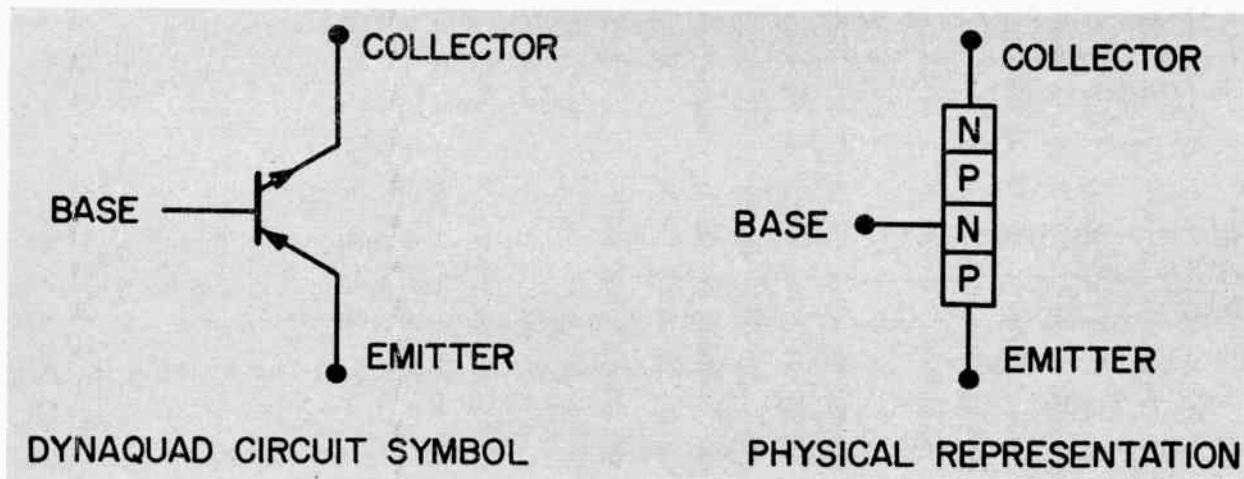 COLLECTOR
BASE
EMITTER
DYNAQUAD CIRCUIT SYMBOL
COLLECTOR
N
P
BASE
N
P
EMITTER
PHYSICAL REPRESENTATION